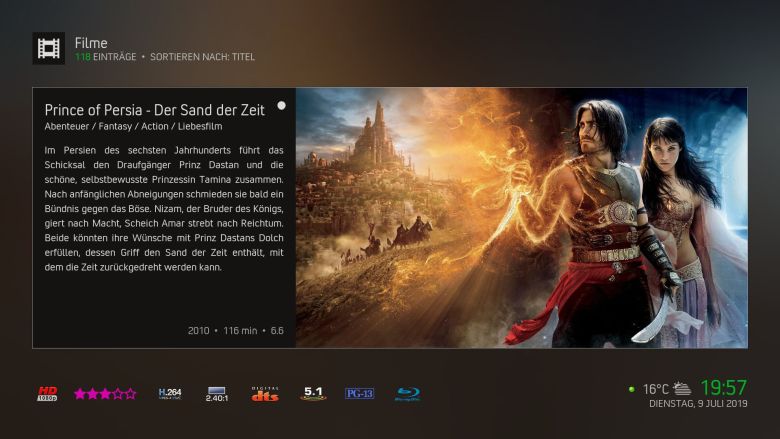 Filme
118 EINTRÄGE • SORTIEREN NACH: TITEL
Prince of Persia - Der Sand der Zeit
Abenteuer / Fantasy / Action / Liebesfilm
Im Persien des sechsten Jahrhunderts führt das
Schicksal den Draufgänger Prinz Dastan und die
schöne, selbstbewusste Prinzessin Tamina zusammen.
Nach anfänglichen Abneigungen schmieden sie bald ein
Bündnis gegen das Böse. Nizam, der Bruder des Königs,
giert nach Macht, Scheich Amar strebt nach Reichtum.
Beide könnten ihre Wünsche mit Prinz Dastans Dolch
erfüllen, dessen Griff den Sand der Zeit enthält, mit
dem die Zeit zurückgedreht werden kann.
2010 • 116 min • 6.6
HD
1080p
H.264
2.40:1
DIGITAL
dts
5.1
PG-13
Blu-ray Disc
16°C
19:57
DIENSTAG, 9 JULI 2019